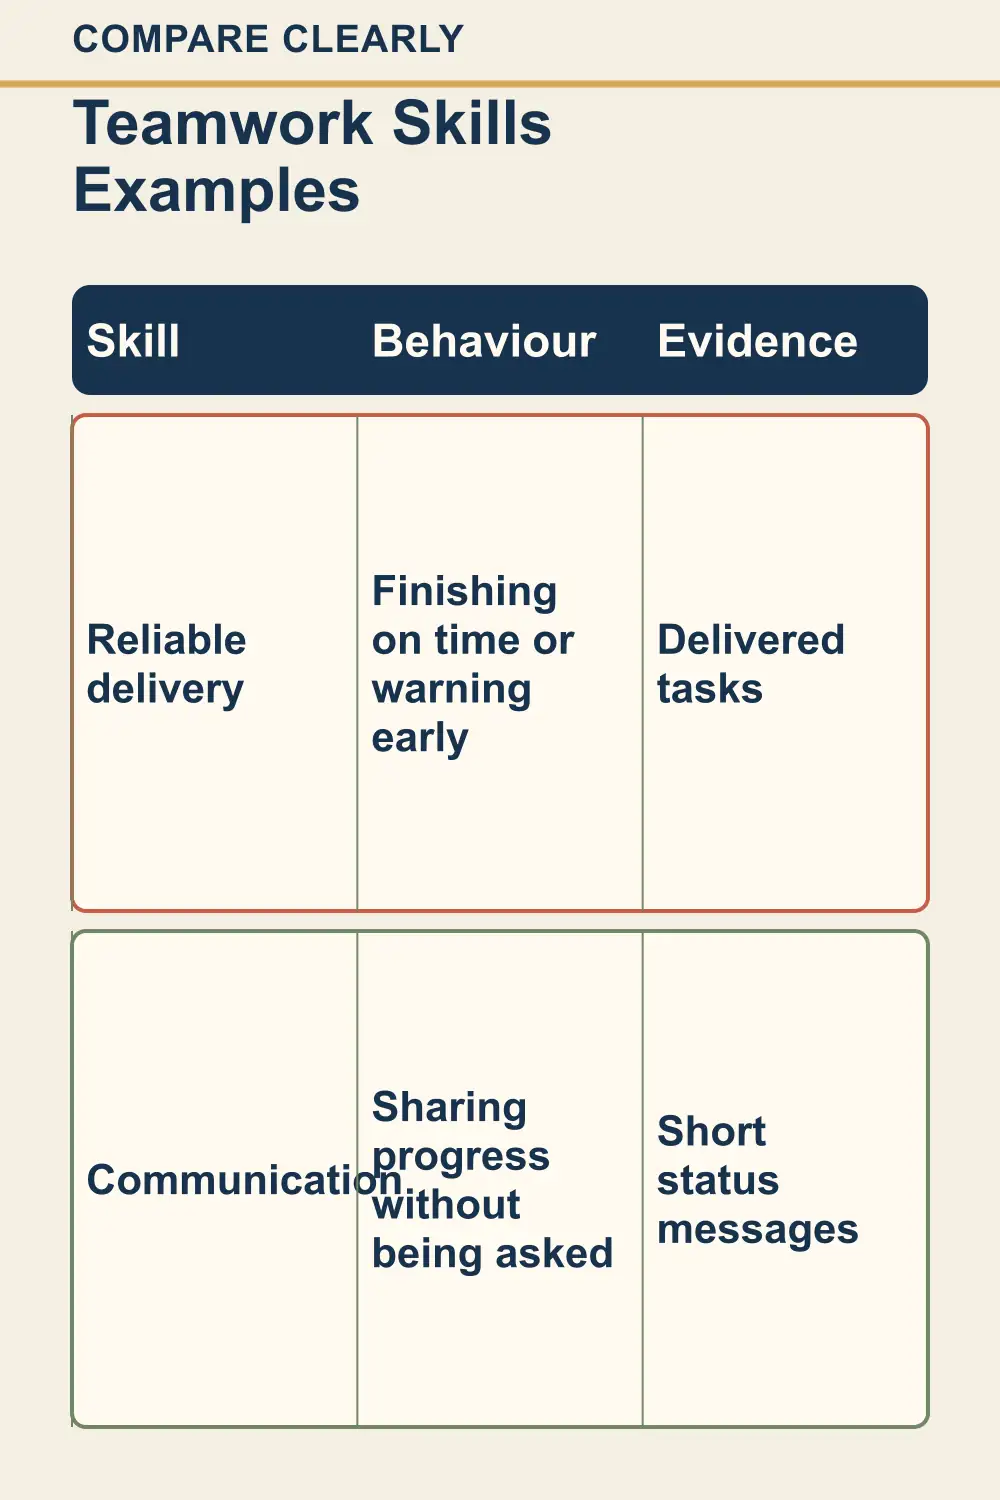 COMPARE CLEARLY
Teamwork Skills
Examples
Skill
Behaviour
Evidence
Reliable
delivery
Finishing
on time or
warning
early
Delivered
tasks
Communication
Sharing
progress
without
being asked
Short
status
messages